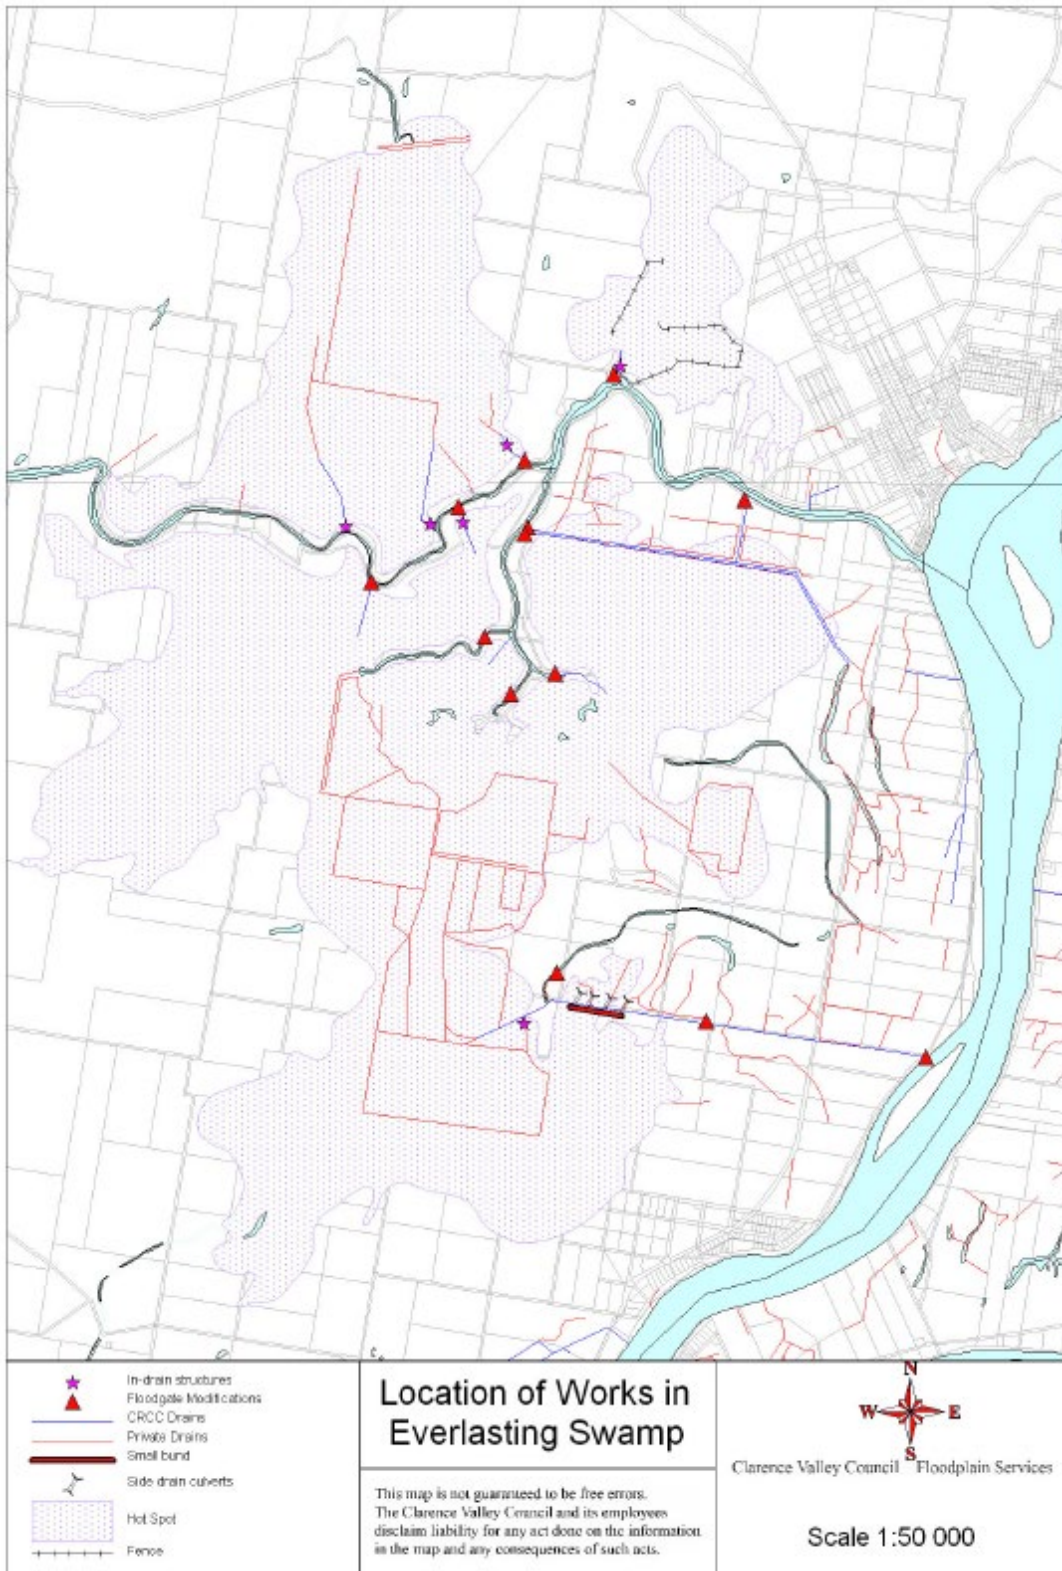 In-drain structures
Floodgate Modifications
CRCC Drains
Private Drains
Small bund
Side drain culverts
Hot Spot
Fence
Location of Works in
Everlasting Swamp
This map is not guaranteed to be free errors.
The Clarence Valley Council and its employees
disclaim liability for any act done on the information
in the map and any consequences of such acts.
N
W E
S
Clarence Valley Council Floodplain Services
Scale 1:50 000